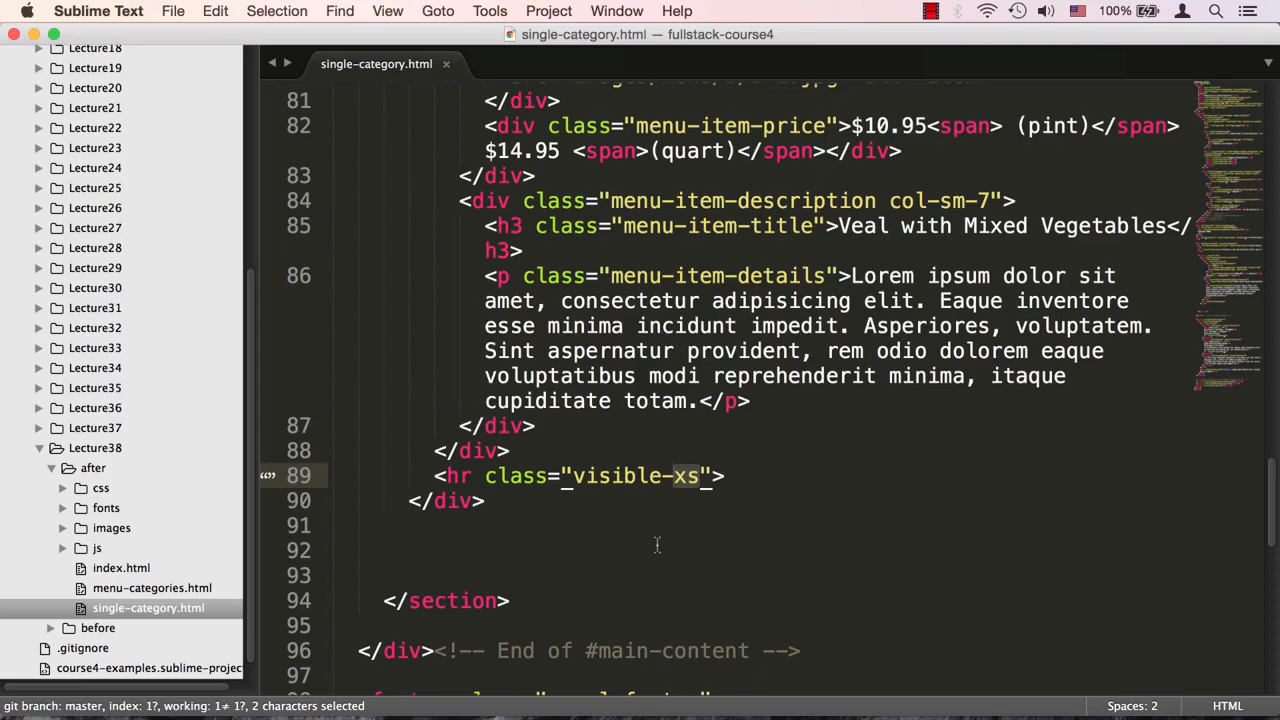 Sublime Text File Edit Selection Find View Goto Tools Project Window Help 100%
single-category.html — fullstack-course4
Lecture18
Lecture19
Lecture20
Lecture21
Lecture22
Lecture23
Lecture24
Lecture25
Lecture26
Lecture27
Lecture28
Lecture29
Lecture30
Lecture31
Lecture32
Lecture33
Lecture34
Lecture35
Lecture36
Lecture37
Lecture38
after
css
fonts
images
js
index.html
menu-categories.html
single-category.html
before
.gitignore
course4-examples.sublime-projec
single-category.html ×
81 </div>
82 <div class="menu-item-price">$10.95<span> (pint)</span>
$14.95 <span>(quart)</span></div>
83 </div>
84 <div class="menu-item-description col-sm-7">
85 <h3 class="menu-item-title">Veal with Mixed Vegetables</
h3>
86 <p class="menu-item-details">Lorem ipsum dolor sit
amet, consectetur adipisicing elit. Eaque inventore
esse minima incidunt impedit. Asperiores, voluptatem.
Sint aspernatur provident, rem odio dolorem eaque
voluptatibus modi reprehenderit minima, itaque
cupiditate totam.</p>
87 </div>
88 </div>
89 <hr class="visible-xs">
90 </div>
91
92
93
94 </section>
95
96 </div><!-- End of #main-content -->
97
git branch: master, index: 1?, working: 1≠ 1?, 2 characters selected
Spaces: 2 HTML